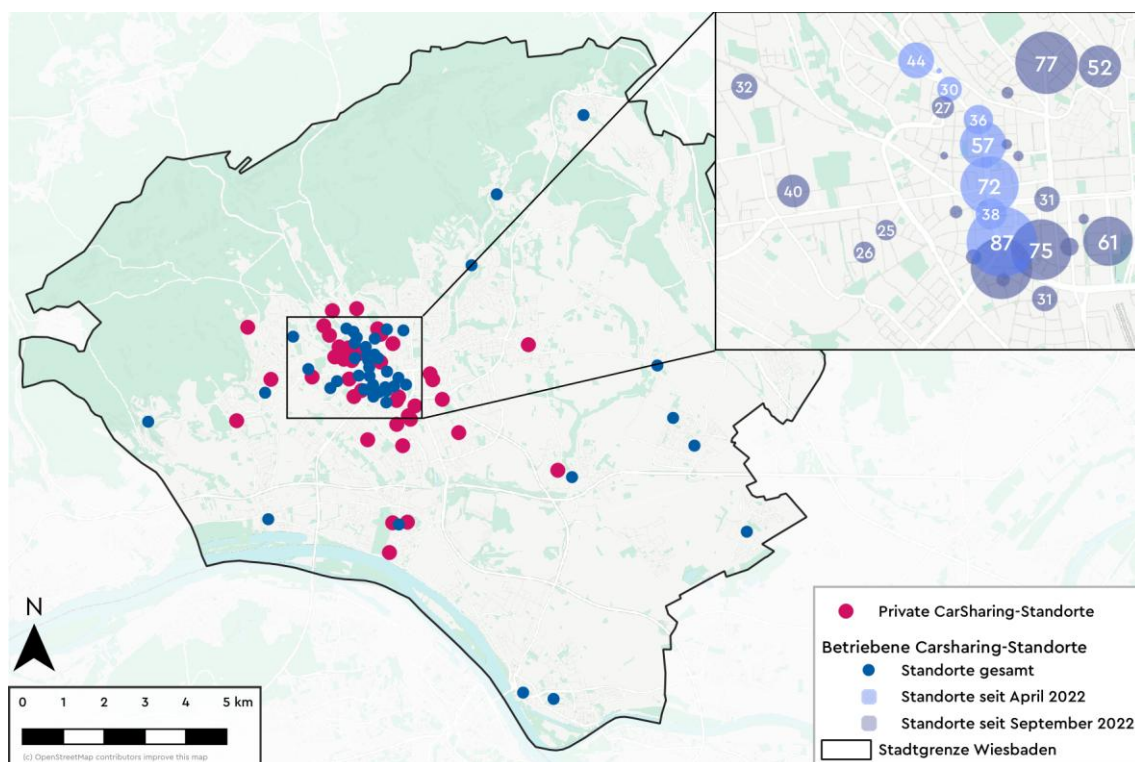 44
77
52
32
30
27
36
57
72
40
31
38
25
87
75
61
26
31
Private CarSharing-Standorte
Betriebene Carsharing-Standorte
Standorte gesamt
Standorte seit April 2022
Standorte seit September 2022
Stadtgrenze Wiesbaden
N
0 1 2 3 4 5 km
(c) OpenStreetMap contributors improve this map